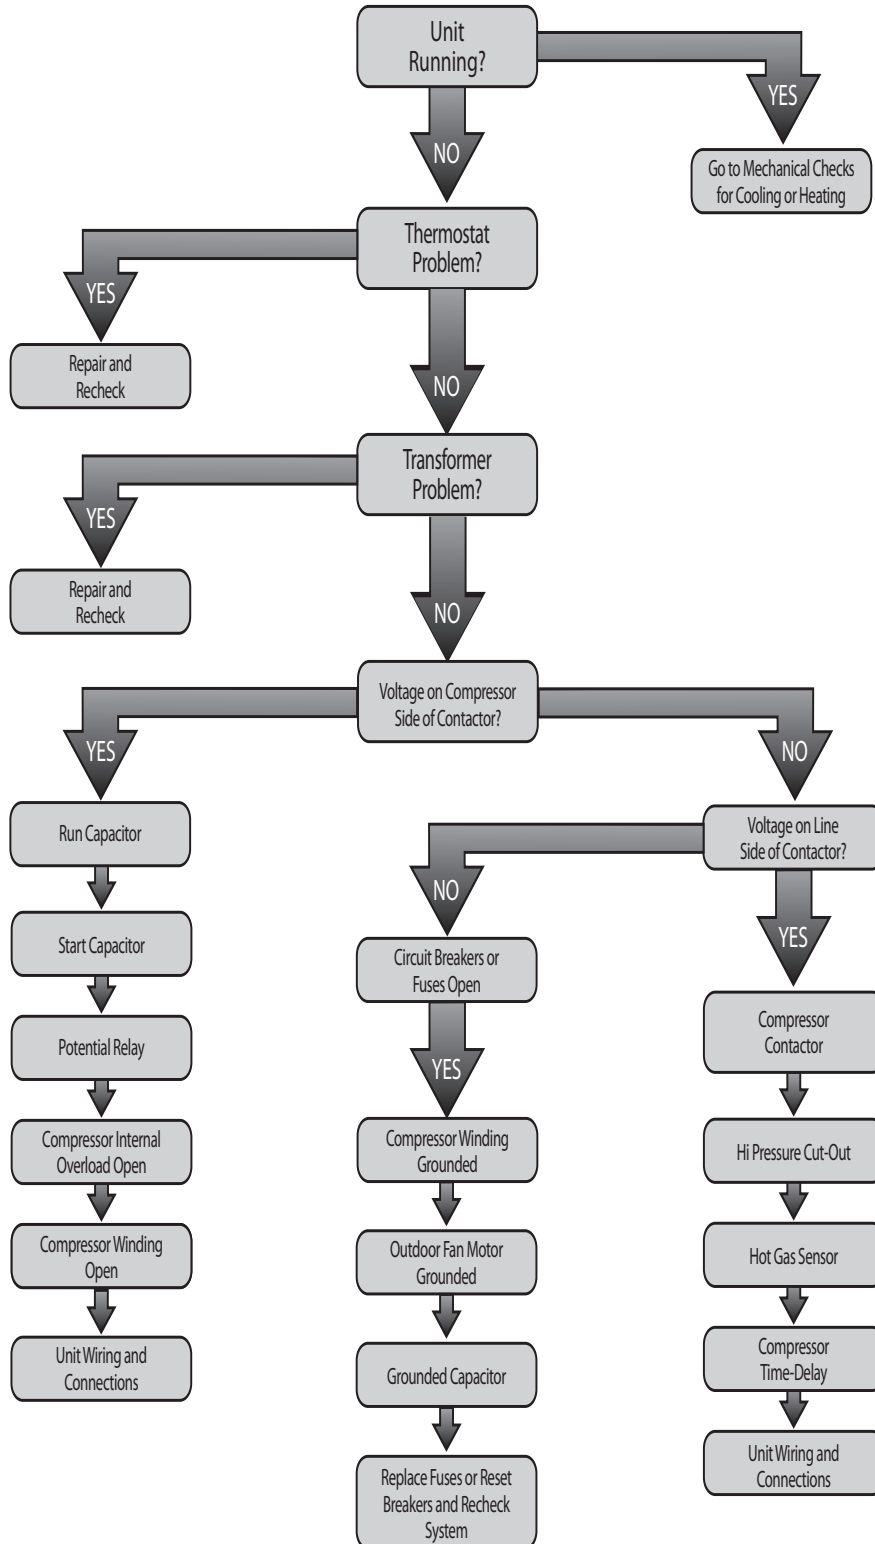 Unit
Running?
YES
NO
Go to Mechanical Checks
for Cooling or Heating
Thermostat
Problem?
YES
NO
Repair and
Recheck
Transformer
Problem?
YES
NO
Repair and
Recheck
Voltage on Compressor
Side of Contactor?
YES
NO
Run Capacitor
Start Capacitor
Potential Relay
Compressor Internal
Overload Open
Compressor Winding
Open
Unit Wiring and
Connections
Voltage on Line
Side of Contactor?
NO
YES
Circuit Breakers or
Fuses Open
YES
Compressor Winding
Grounded
Outdoor Fan Motor
Grounded
Grounded Capacitor
Replace Fuses or Reset
Breakers and Recheck
System
Compressor
Contactor
Hi Pressure Cut-Out
Hot Gas Sensor
Compressor
Time-Delay
Unit Wiring and
Connections